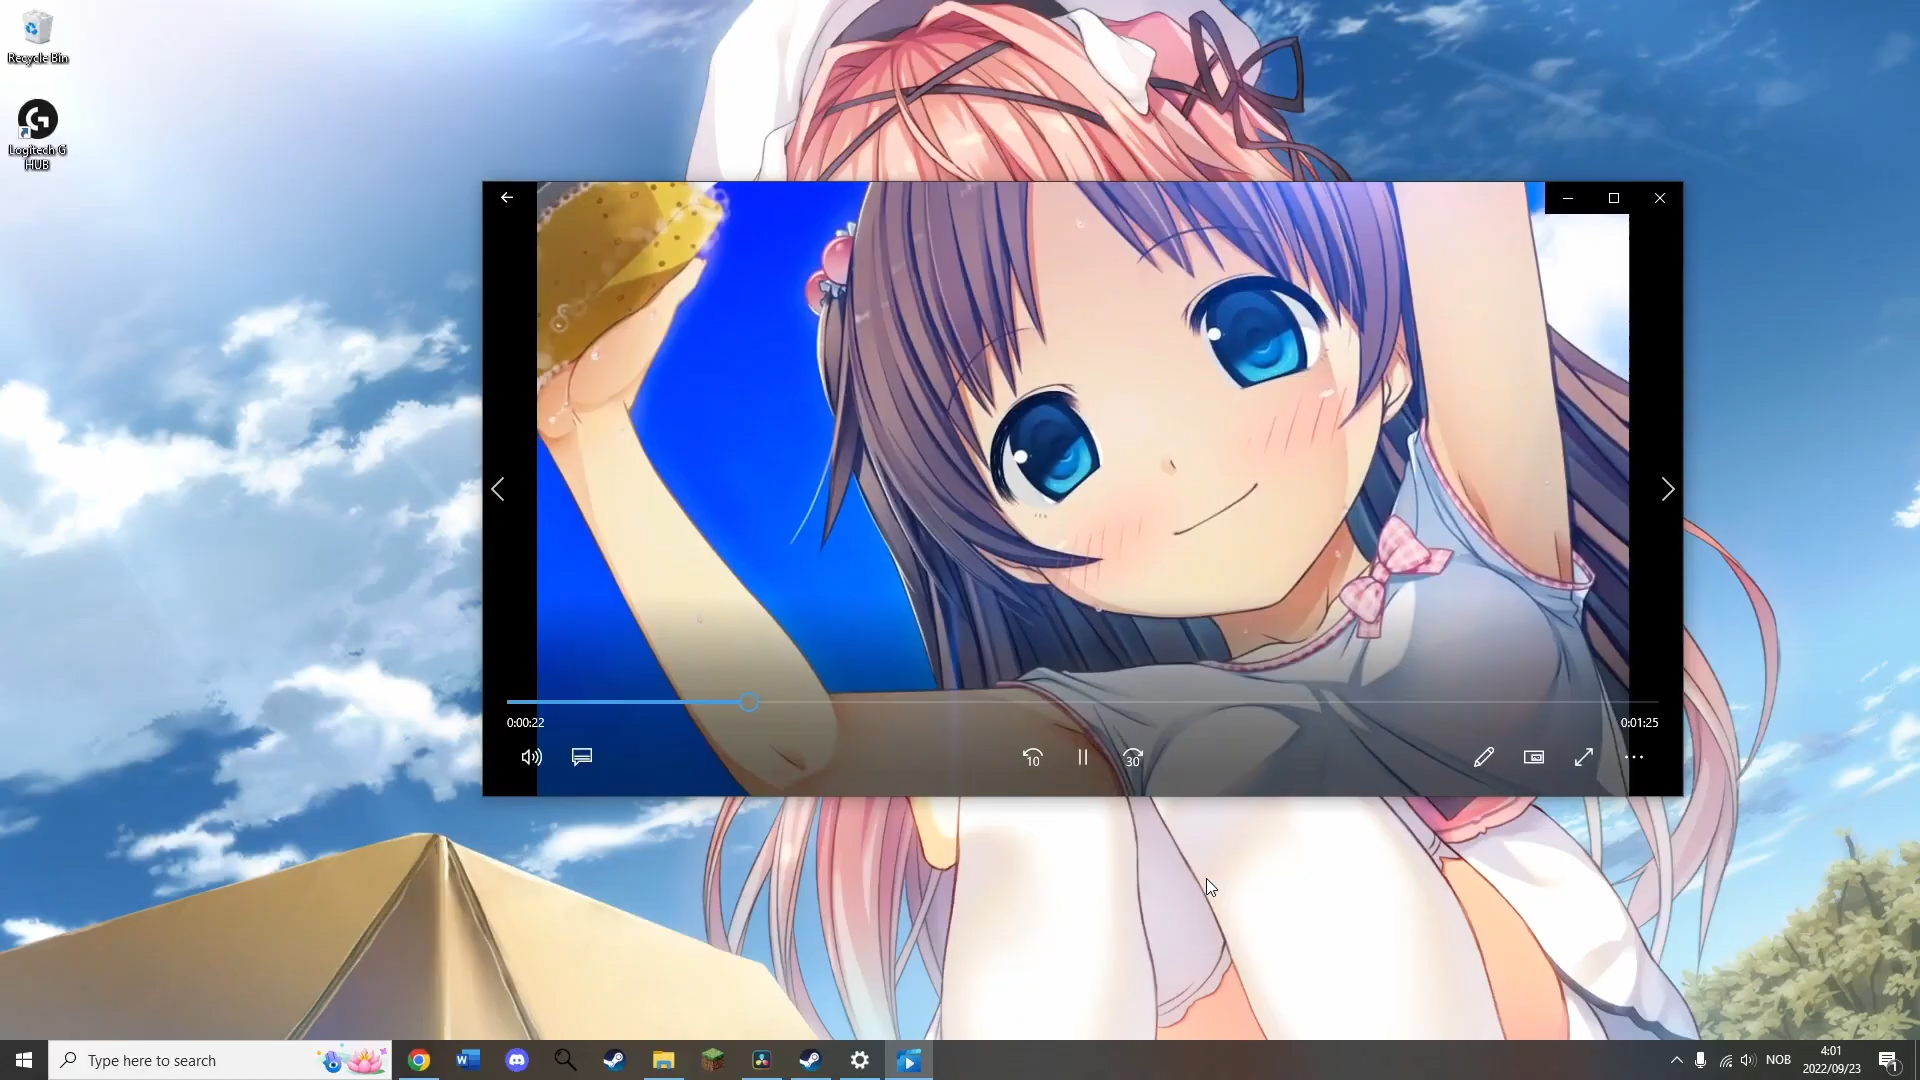 Recycle Bin
Logitech G
HUB
0:00:22
0:01:25
10
30
Type here to search
NOB
4:01
2022/09/23
1